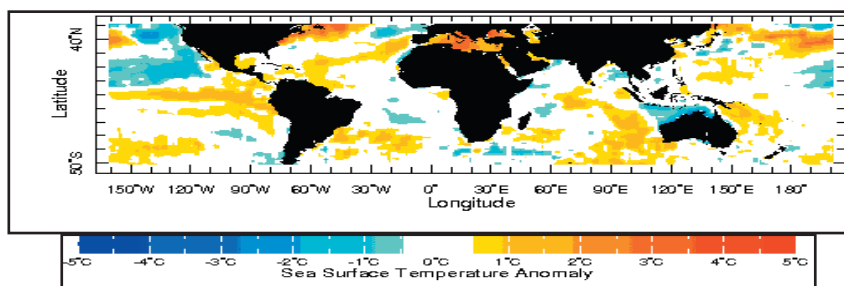 40°N
Latitude
50°S
150°W 120°W 90°W 60°W 30°W 0° 30°E 60°E 90°E 120°E 150°E 180°
Longitude
-5°C -4°C -3°C -2°C -1°C 0°C 1°C 2°C 3°C 4°C 5°C
Sea Surface Temperature Anomaly